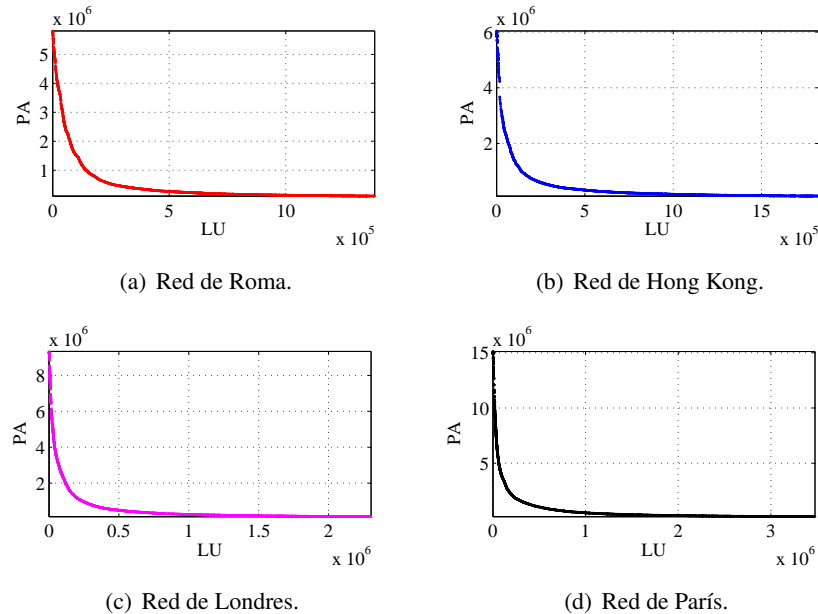 x 10^6
5
4
3
2
1
PA
0
5
10
LU
x 10^5
(a) Red de Roma.
x 10^6
6
4
2
PA
0
5
10
15
LU
x 10^5
(b) Red de Hong Kong.
x 10^6
8
6
4
2
PA
0
0.5
1
1.5
2
LU
x 10^6
(c) Red de Londres.
x 10^6
15
10
5
PA
0
1
2
3
LU
x 10^6
(d) Red de París.